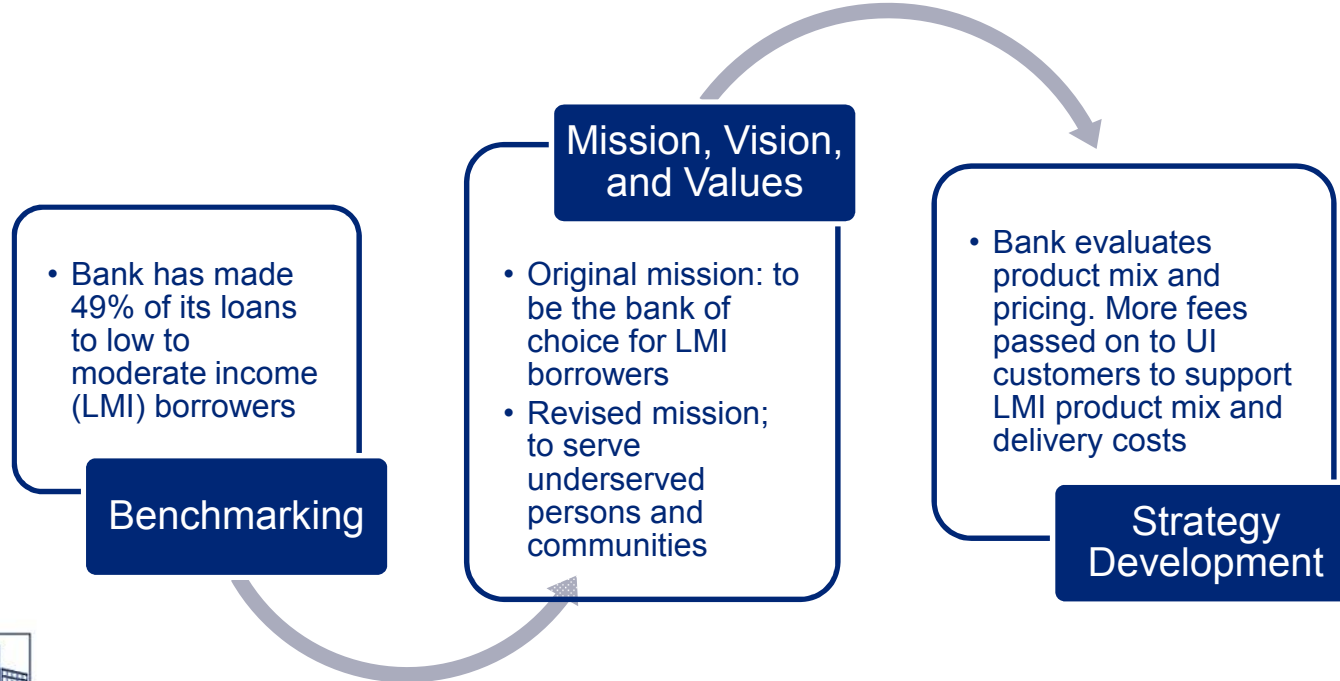 • Bank has made
49% of its loans
to low to
moderate income
(LMI) borrowers
Benchmarking
Mission, Vision,
and Values
• Original mission: to
be the bank of
choice for LMI
borrowers
• Revised mission;
to serve
underserved
persons and
communities
• Bank evaluates
product mix and
pricing. More fees
passed on to UI
customers to support
LMI product mix and
delivery costs
Strategy
Development